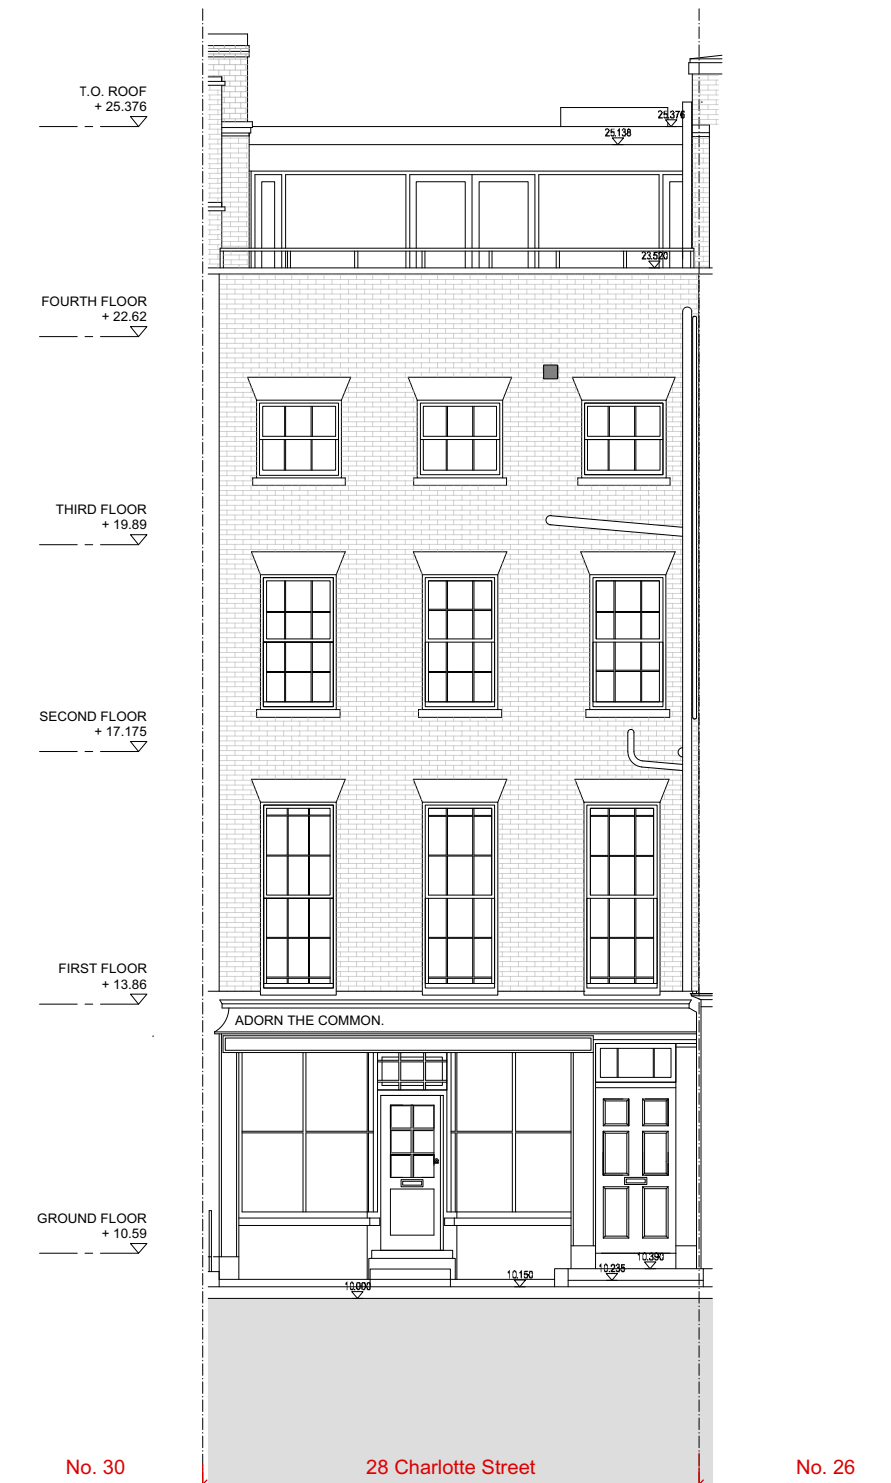 T.O. ROOF
+ 25.376
25.376
25.138
23.520
FOURTH FLOOR
+ 22.62
THIRD FLOOR
+ 19.89
SECOND FLOOR
+ 17.175
FIRST FLOOR
+ 13.86
ADORN THE COMMON.
GROUND FLOOR
+ 10.59
10.390
10.235
10.150
10.000
No. 30
28 Charlotte Street
No. 26